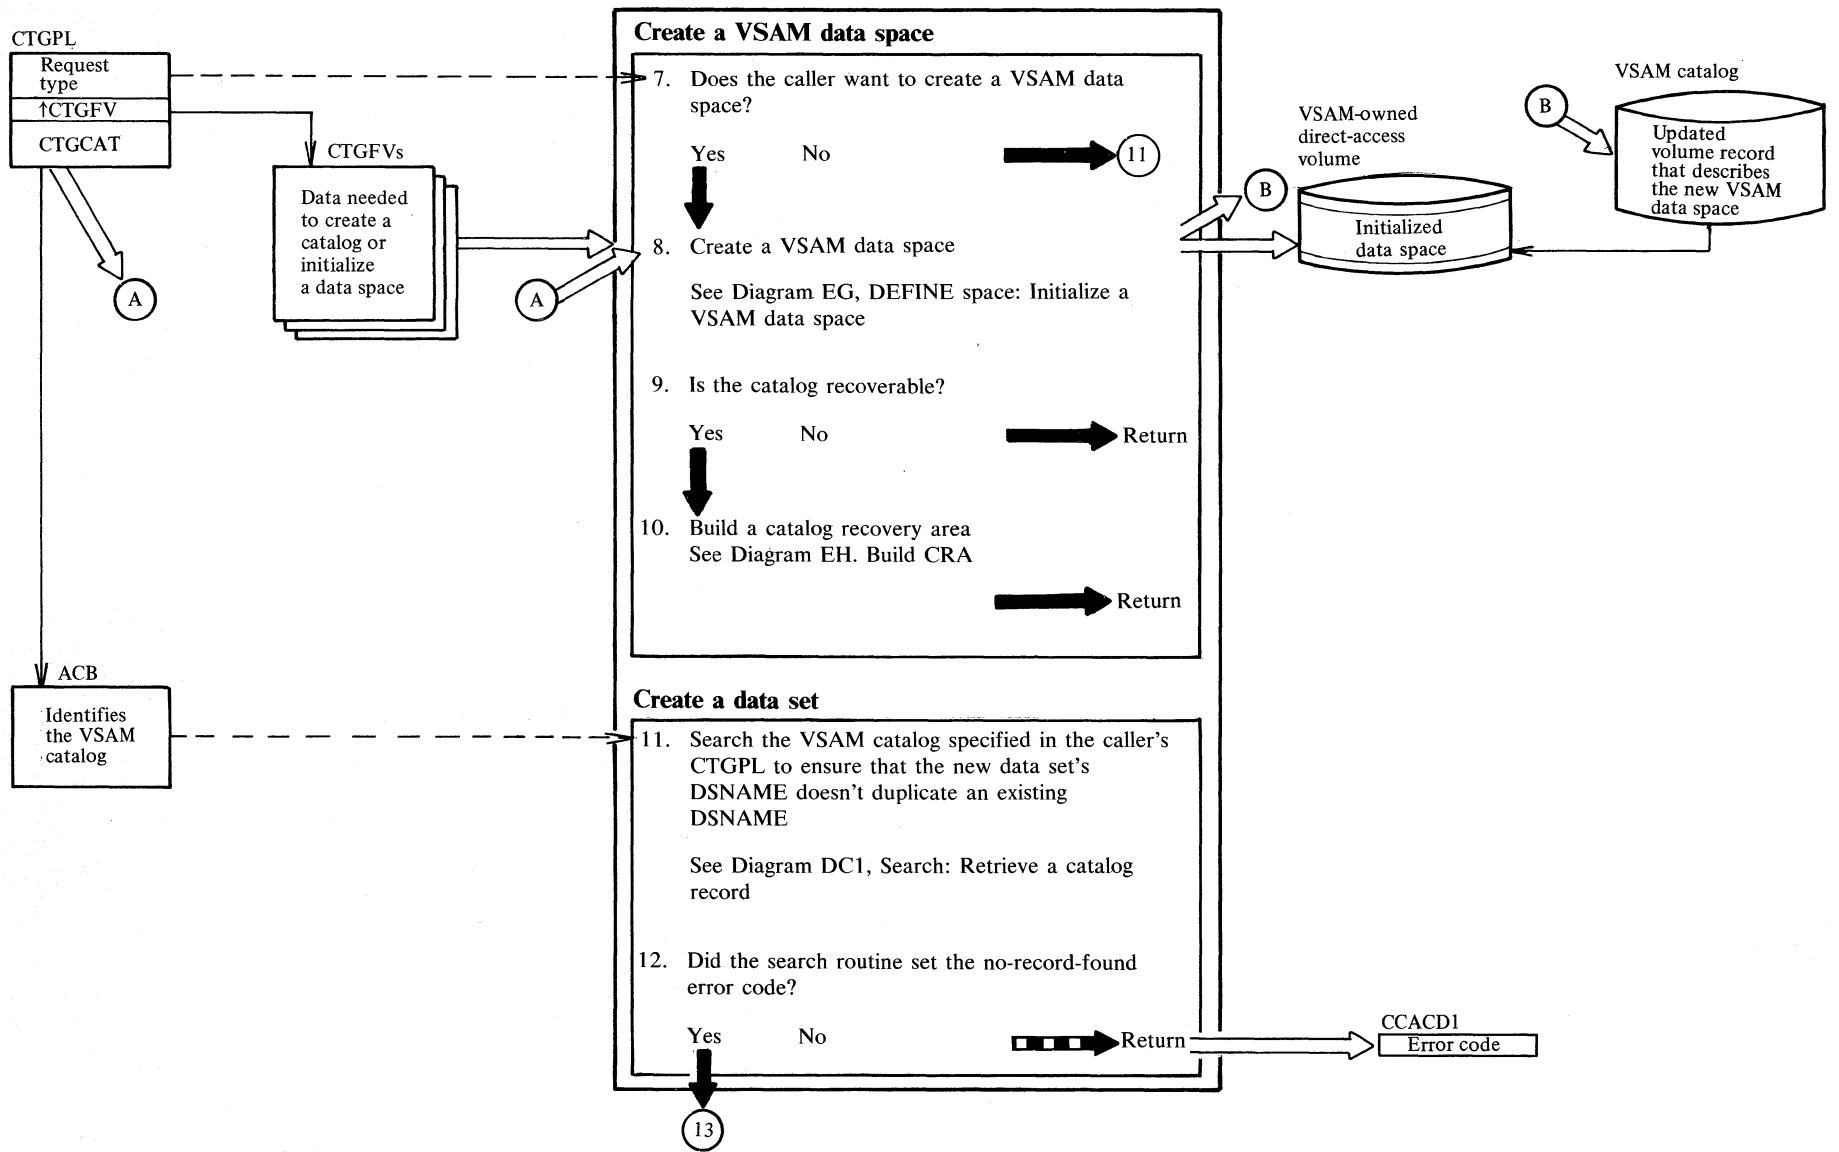 CTGPL
Request
type
↑CTGFV
CTGCAT
A
CTGFVs
Data needed
to create a
catalog or
initialize
a data space
A
ACB
Identifies
the VSAM
catalog
Create a VSAM data space
7. Does the caller want to create a VSAM data
space?
Yes No 11
8. Create a VSAM data space
See Diagram EG, DEFINE space: Initialize a
VSAM data space
9. Is the catalog recoverable?
Yes No Return
10. Build a catalog recovery area
See Diagram EH. Build CRA
Return
Create a data set
11. Search the VSAM catalog specified in the caller's
CTGPL to ensure that the new data set's
DSNAME doesn't duplicate an existing
DSNAME
See Diagram DC1, Search: Retrieve a catalog
record
12. Did the search routine set the no-record-found
error code?
Yes No Return
13
B
VSAM-owned
direct-access
volume
Initialized
data space
B
VSAM catalog
Updated
volume record
that describes
the new VSAM
data space
CCACD1
Error code